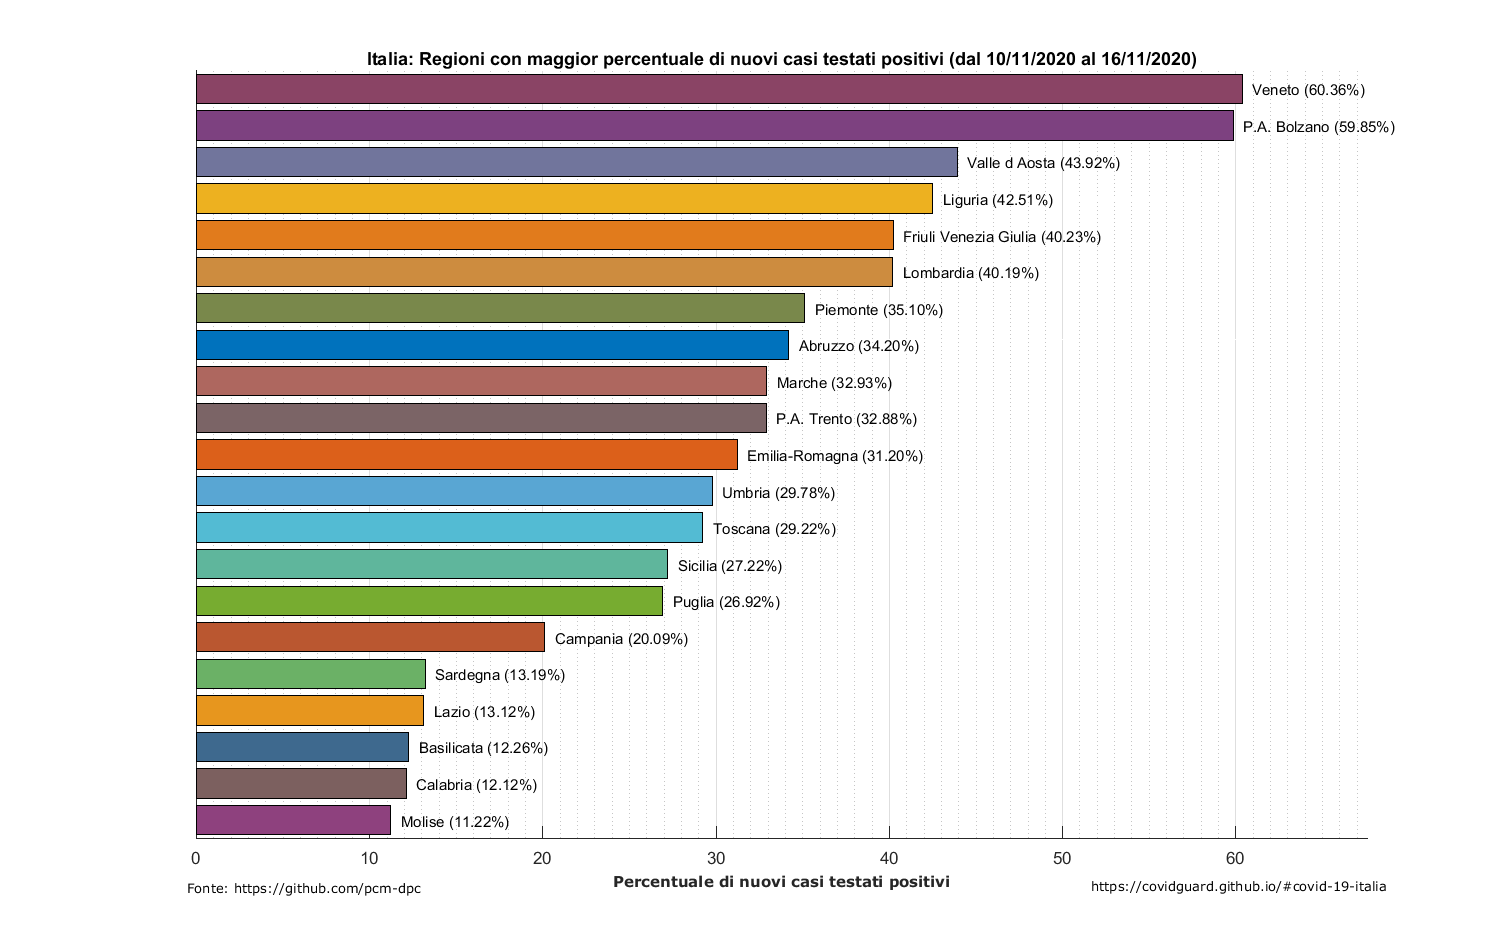 Italia: Regioni con maggior percentuale di nuovi casi testati positivi (dal 10/11/2020 al 16/11/2020)
Veneto (60.36%)
P.A. Bolzano (59.85%)
Valle d Aosta (43.92%)
Liguria (42.51%)
Friuli Venezia Giulia (40.23%)
Lombardia (40.19%)
Piemonte (35.10%)
Abruzzo (34.20%)
Marche (32.93%)
P.A. Trento (32.88%)
Emilia-Romagna (31.20%)
Umbria (29.78%)
Toscana (29.22%)
Sicilia (27.22%)
Puglia (26.92%)
Campania (20.09%)
Sardegna (13.19%)
Lazio (13.12%)
Basilicata (12.26%)
Calabria (12.12%)
Molise (11.22%)
0 10 20 30 40 50 60
Percentuale di nuovi casi testati positivi
Fonte: https://github.com/pcm-dpc
https://covidguard.github.io/#covid-19-italia